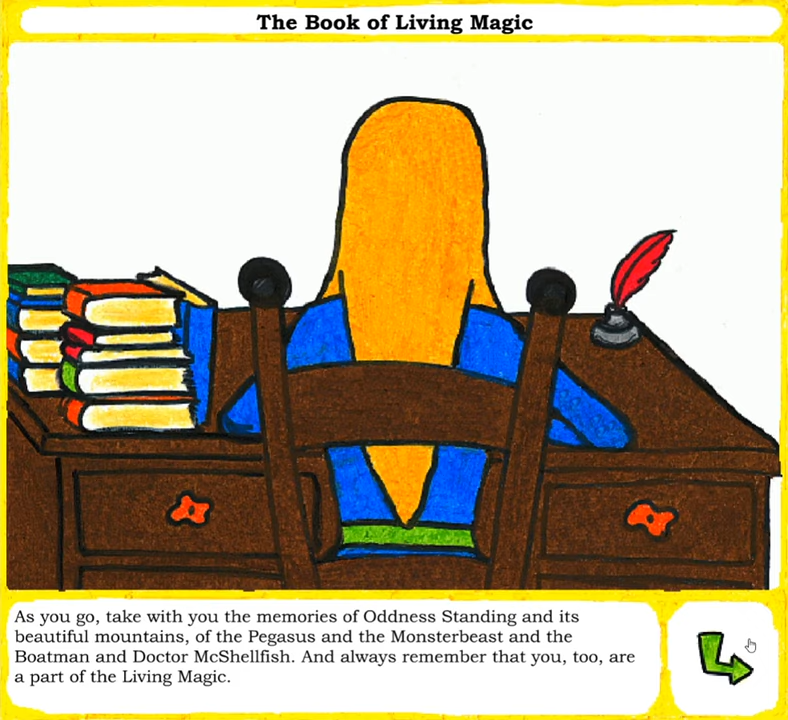 The Book of Living Magic
As you go, take with you the memories of Oddness Standing and its
beautiful mountains, of the Pegasus and the Monsterbeast and the
Boatman and Doctor McShellfish. And always remember that you, too, are
a part of the Living Magic.